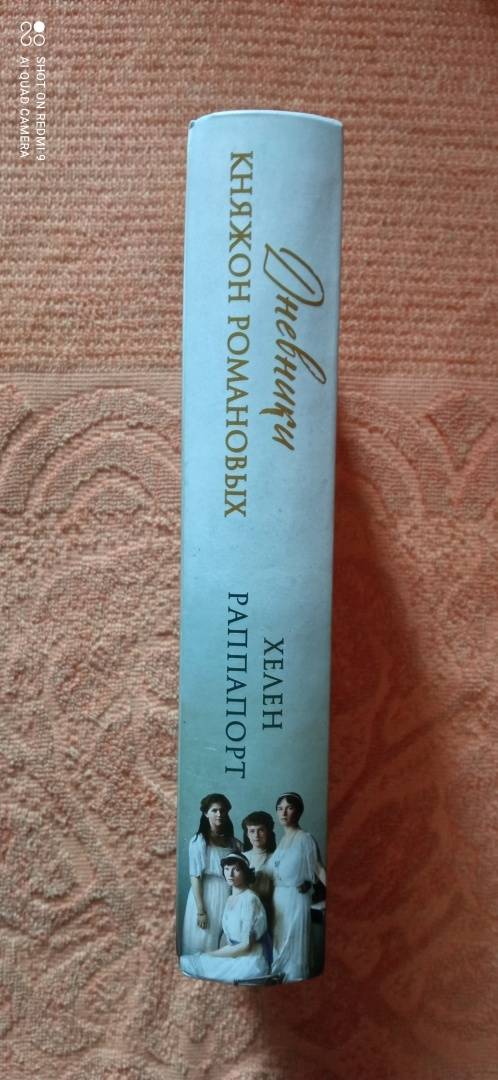 Дневники
КНЯЖОН РОМАНОВЫХ
ХЕЛЕН
РАППАПОРТ
SHOT ON REDMI 9
AI QUAD CAMERA